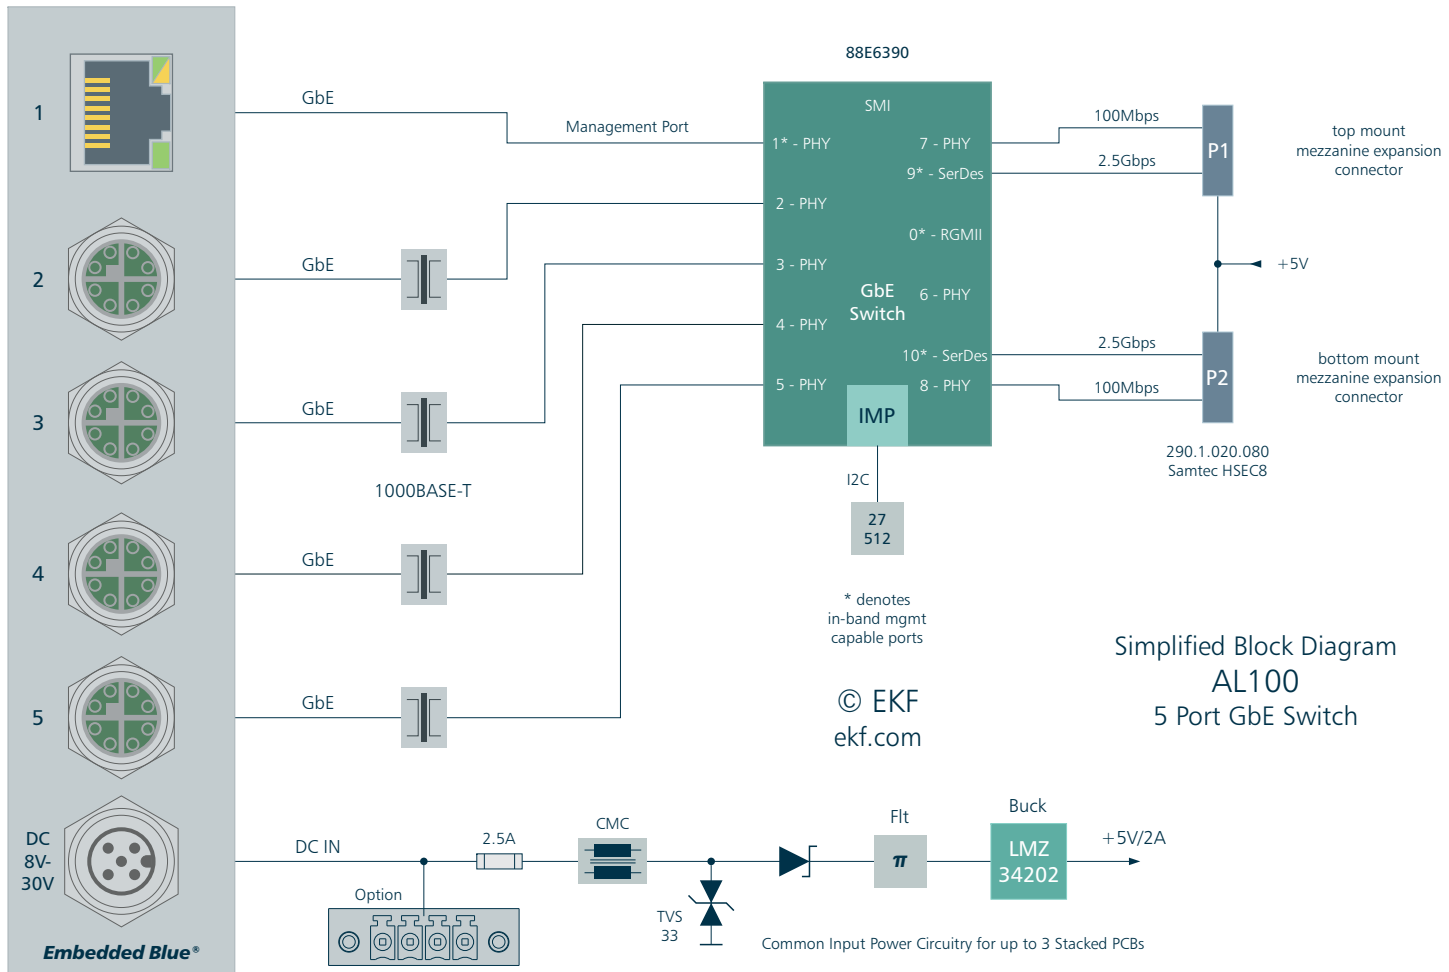 88E6390
SMI
1
GbE
Management Port
1* - PHY
7 - PHY
100Mbps
P1
top mount
mezzanine expansion
connector
9* - SerDes
2.5Gbps
2 - PHY
0* - RGMII
2
GbE
3 - PHY
+5V
GbE
Switch
6 - PHY
4 - PHY
10* - SerDes
2.5Gbps
P2
bottom mount
mezzanine expansion
connector
5 - PHY
8 - PHY
100Mbps
IMP
3
GbE
290.1.020.080
Samtec HSEC8
1000BASE-T
I2C
27
512
4
GbE
* denotes
in-band mgmt
capable ports
Simplified Block Diagram
AL100
5 Port GbE Switch
5
GbE
© EKF
ekf.com
DC
8V-
30V
DC IN
2.5A
CMC
Flt
π
Buck
LMZ
34202
+5V/2A
Option
TVS
33
Common Input Power Circuitry for up to 3 Stacked PCBs
Embedded Blue®